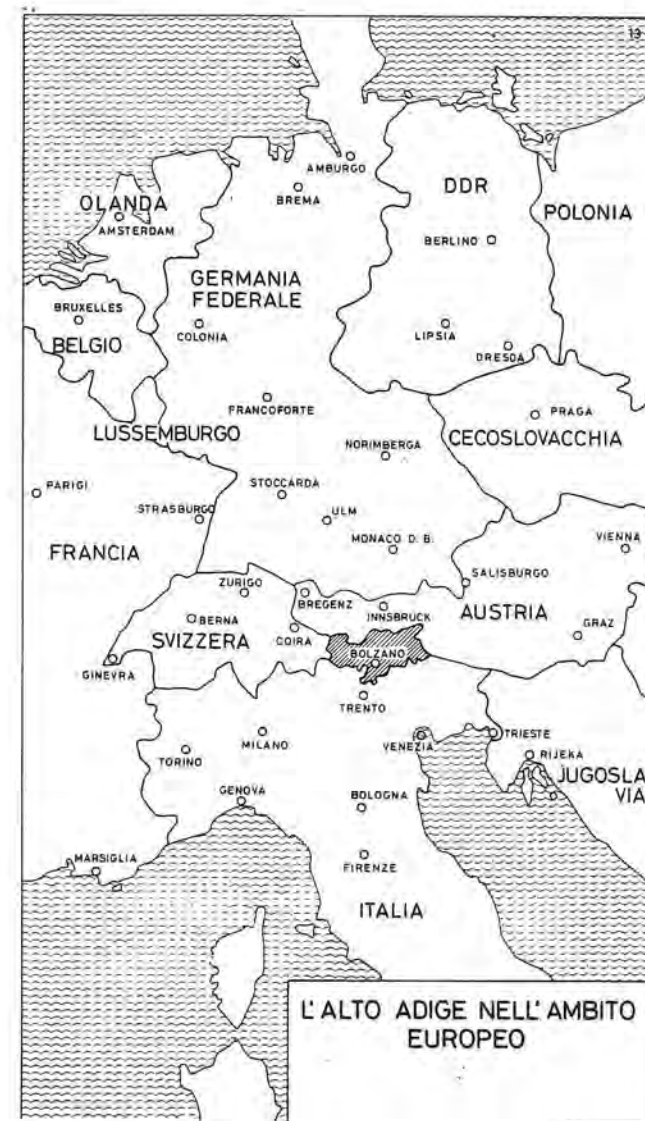 13
AMBURGO
BREMA
DDR
OLANDA
AMSTERDAM
POLONIA
BERLINO
GERMANIA
FEDERALE
BRUXELLES
BELGIO
COLONIA
LIPSIA
DRESDA
FRANCOFORTE
PRAGA
LUSSEMBURGO
CECOSLOVACCHIA
NORIMBERGA
PARIGI
STOCCARDA
STRASBURGO
ULM
FRANCIA
MONACO D. B.
VIENNA
ZURIGO
BREGENZ
SALISBURGO
BERNA
INNSBRUCK
AUSTRIA
SVIZZERA
COIRA
GRAZ
BOLZANO
GINEVRA
TRENTO
MILANO
VENEZIA
TRIESTE
TORINO
RIJEKA
JUGOSLA
VIA
GENOVA
BOLOGNA
MARSIGLIA
FIRENZE
ITALIA
L'ALTO ADIGE NELL'AMBITO
EUROPEO